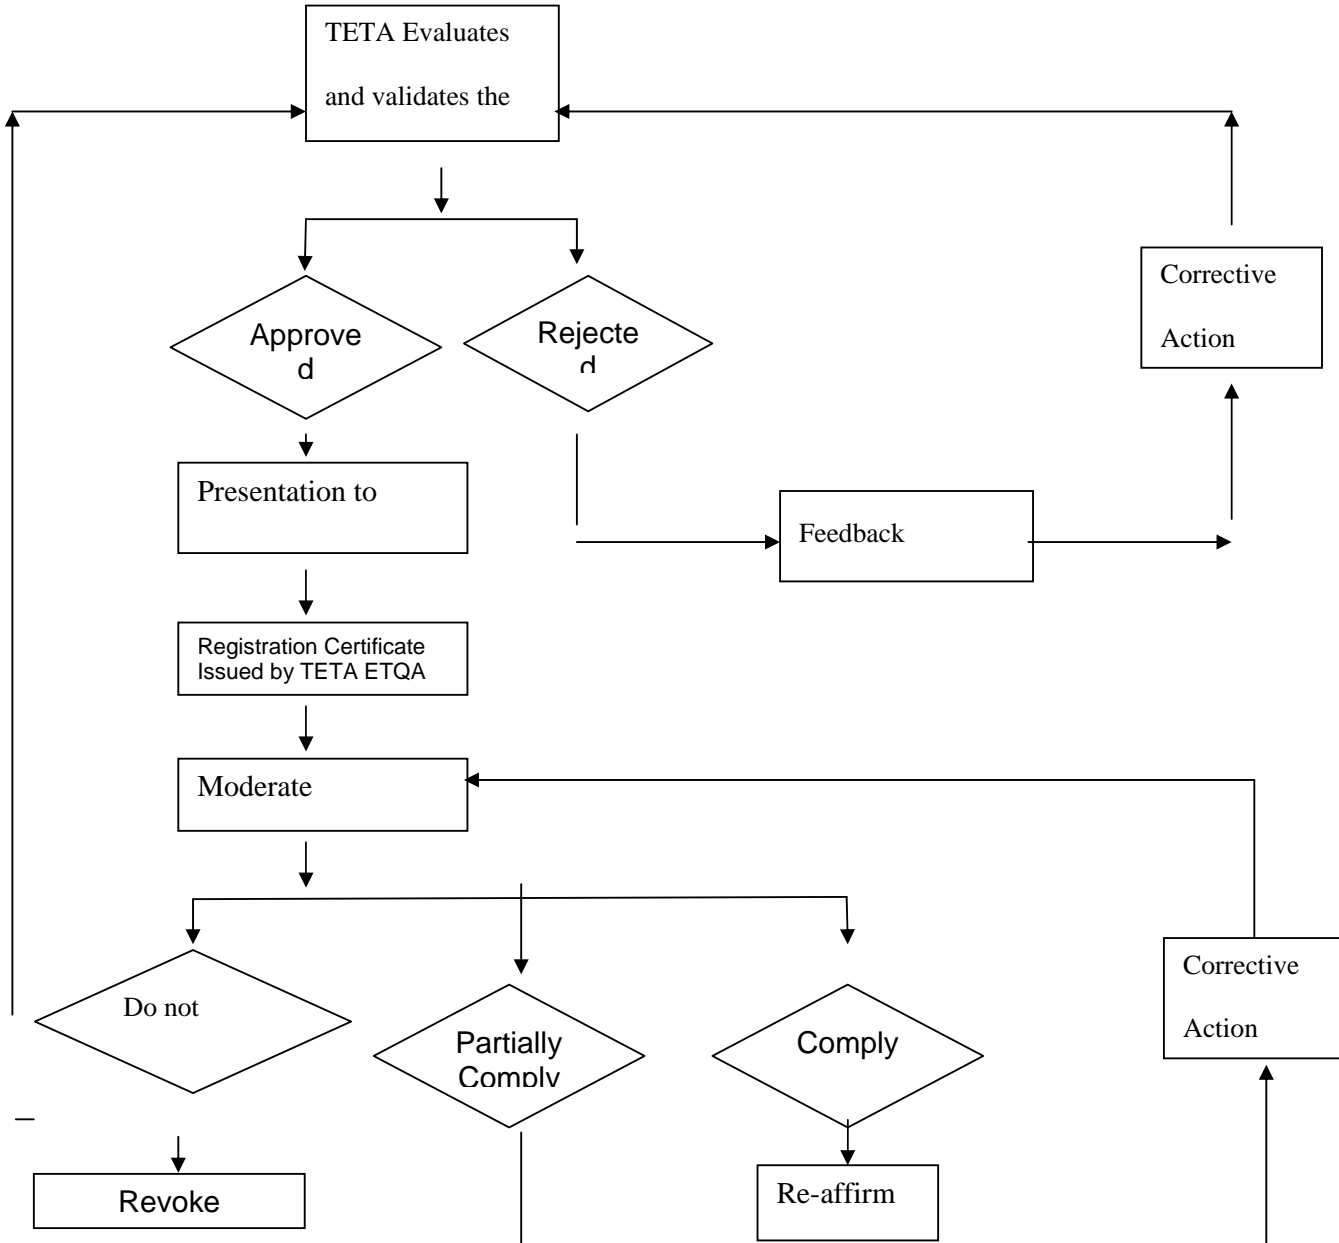 TETA Evaluates
and validates the
Approve
d
Rejecte
d
Corrective
Action
Presentation to
Feedback
Registration Certificate
Issued by TETA ETQA
Moderate
Do not
Partially
Comply
Comply
Corrective
Action
Revoke
Re-affirm